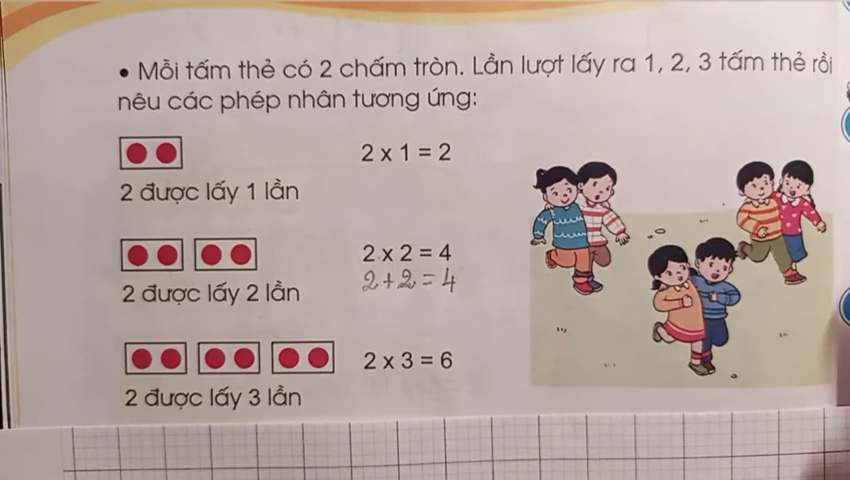 • Mỗi tấm thẻ có 2 chấm tròn. Lần lượt lấy ra 1, 2, 3 tấm thẻ rồi
nêu các phép nhân tương ứng:
2 x 1 = 2
2 được lấy 1 lần
2 x 2 = 4
2 + 2 = 4
2 được lấy 2 lần
2 x 3 = 6
2 được lấy 3 lần